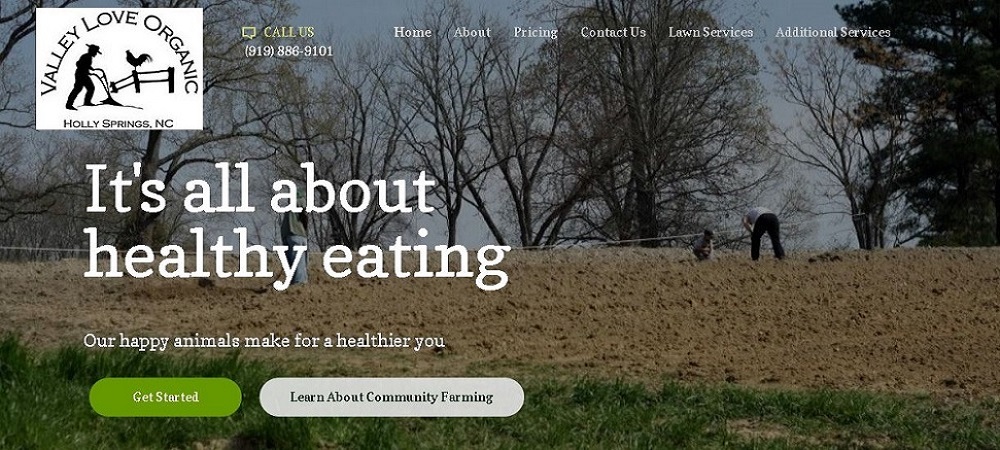 VALLEY LOVE ORGANIC
HOLLY SPRINGS, NC
CALL US
(919) 886-9101
Home About Pricing Contact Us Lawn Services Additional Services
It's all about
healthy eating
Our happy animals make for a healthier you
Get Started Learn About Community Farming